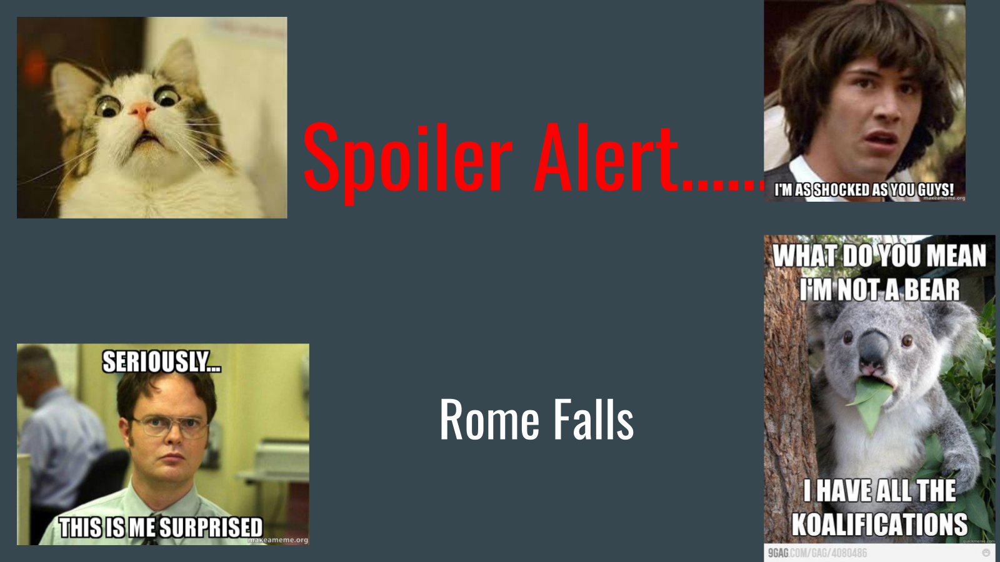 Spoiler Alert......
I'M AS SHOCKED AS YOU GUYS!
makeameme.org
WHAT DO YOU MEAN
I'M NOT A BEAR
I HAVE ALL THE
KOALIFICATIONS
quickmeme.com
9GAG.COM/GAG/4080486
SERIOUSLY...
THIS IS ME SURPRISED
makeameme.org
Rome Falls